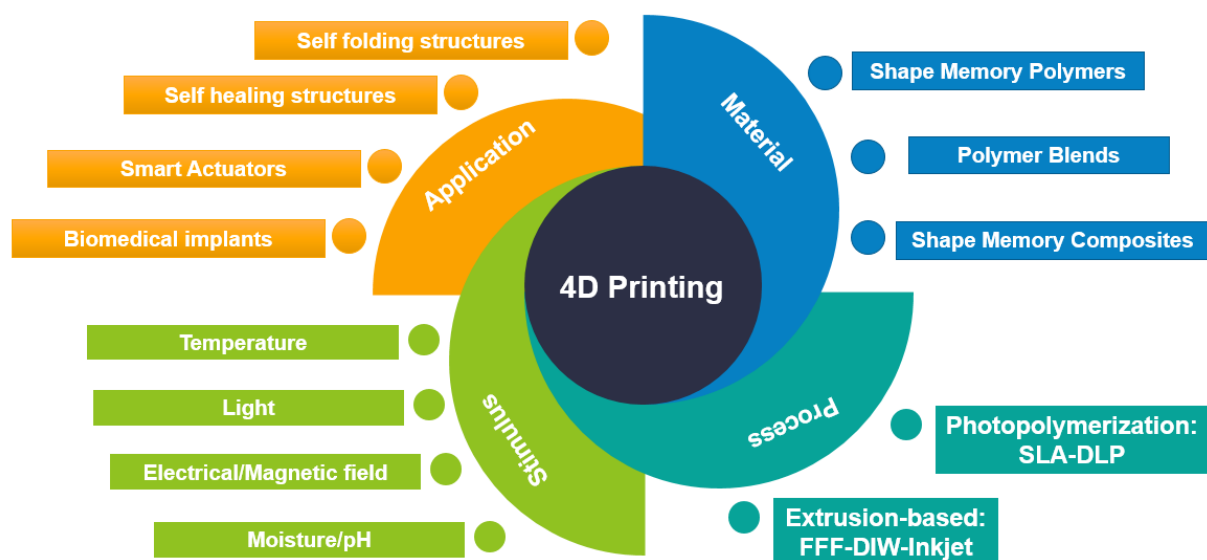 Self folding structures
Self healing structures
Smart Actuators
Biomedical implants
Application
Material
Shape Memory Polymers
Polymer Blends
Shape Memory Composites
4D Printing
Temperature
Light
Electrical/Magnetic field
Moisture/pH
Stimulus
Process
Photopolymerization:
SLA-DLP
Extrusion-based:
FFF-DIW-Inkjet